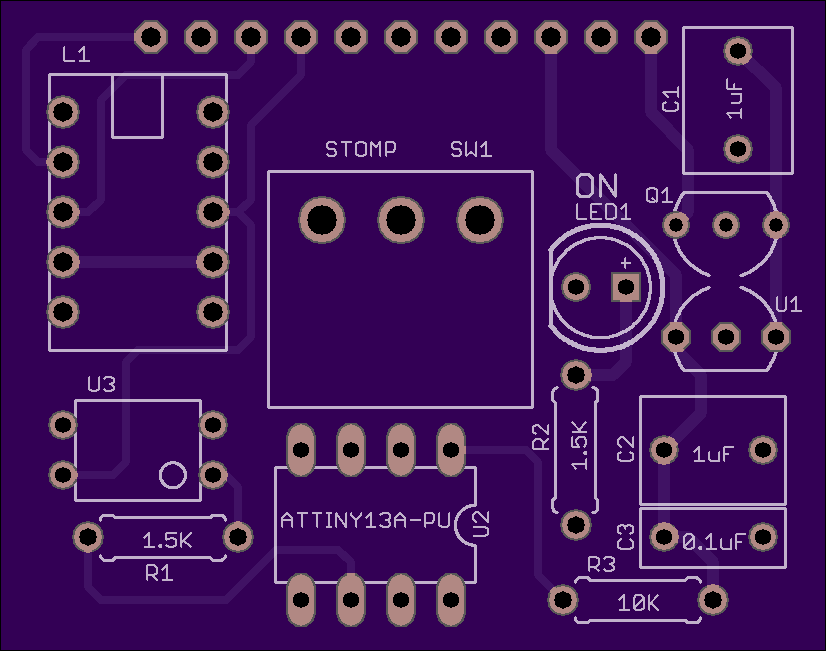 L1
C1
1uF
STOMP
SW1
ON
LED1
+
Q1
U1
U3
R2
1.5K
C2
1uF
ATTINY13A-PU
U2
1.5K
R1
C3
0.1uF
R3
10K